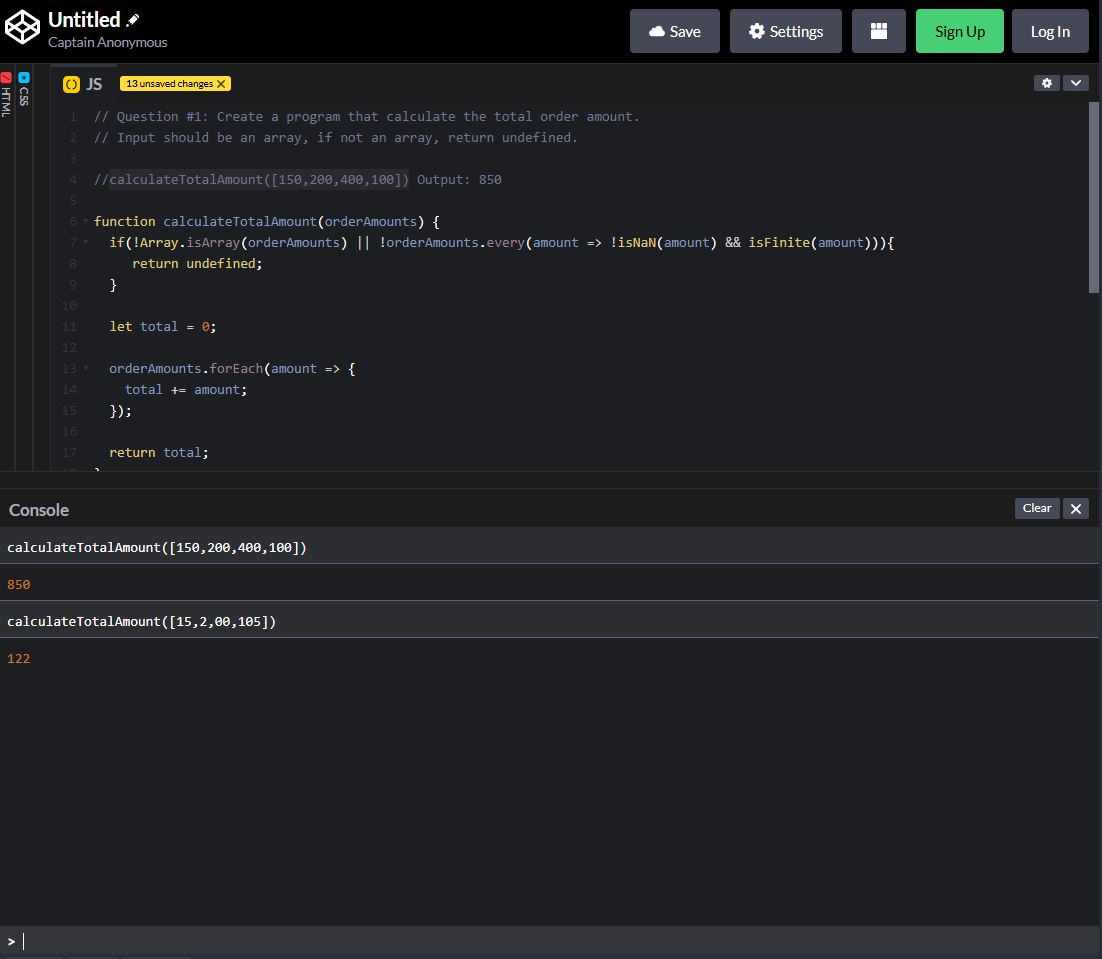 Untitled
Captain Anonymous
Save
Settings
Sign Up
Log In
HTML
CSS
() JS
13 unsaved changes X
1 // Question #1: Create a program that calculate the total order amount.
2 // Input should be an array, if not an array, return undefined.
3
4 //calculateTotalAmount([150,200,400,100]) Output: 850
5
6 function calculateTotalAmount(orderAmounts) {
7 if(!Array.isArray(orderAmounts) || !orderAmounts.every(amount => !isNaN(amount) && isFinite(amount))){
8 return undefined;
9 }
10
11 let total = 0;
12
13 orderAmounts.forEach(amount => {
14 total += amount;
15 });
16
17 return total;
Console
Clear
X
calculateTotalAmount([150,200,400,100])
850
calculateTotalAmount([15,2,00,105])
122
>